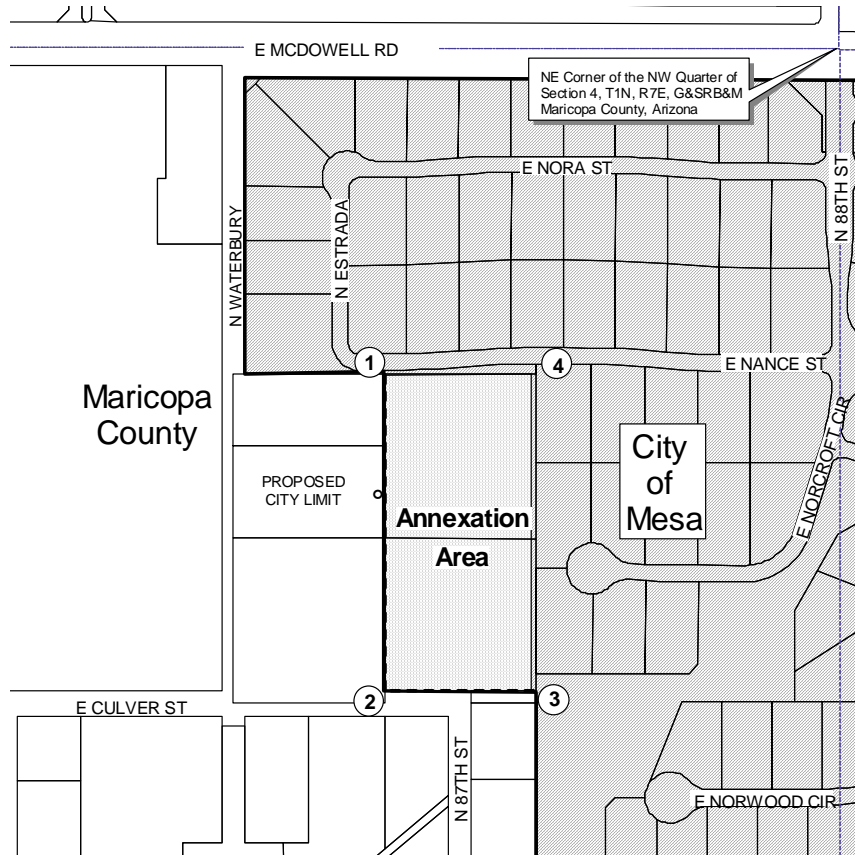 E MCDOWELL RD
NE Corner of the NW Quarter of
Section 4, T1N, R7E, G&SRB&M
Maricopa County, Arizona
E NORA ST
N 88TH ST
N WATERBURY
N ESTRADA
1
4
E NANCE ST
Maricopa
County
City
of
Mesa
E NORCROFT CIR
PROPOSED
CITY LIMIT
Annexation
Area
2
3
E CULVER ST
N 87TH ST
E NORWOOD CIR